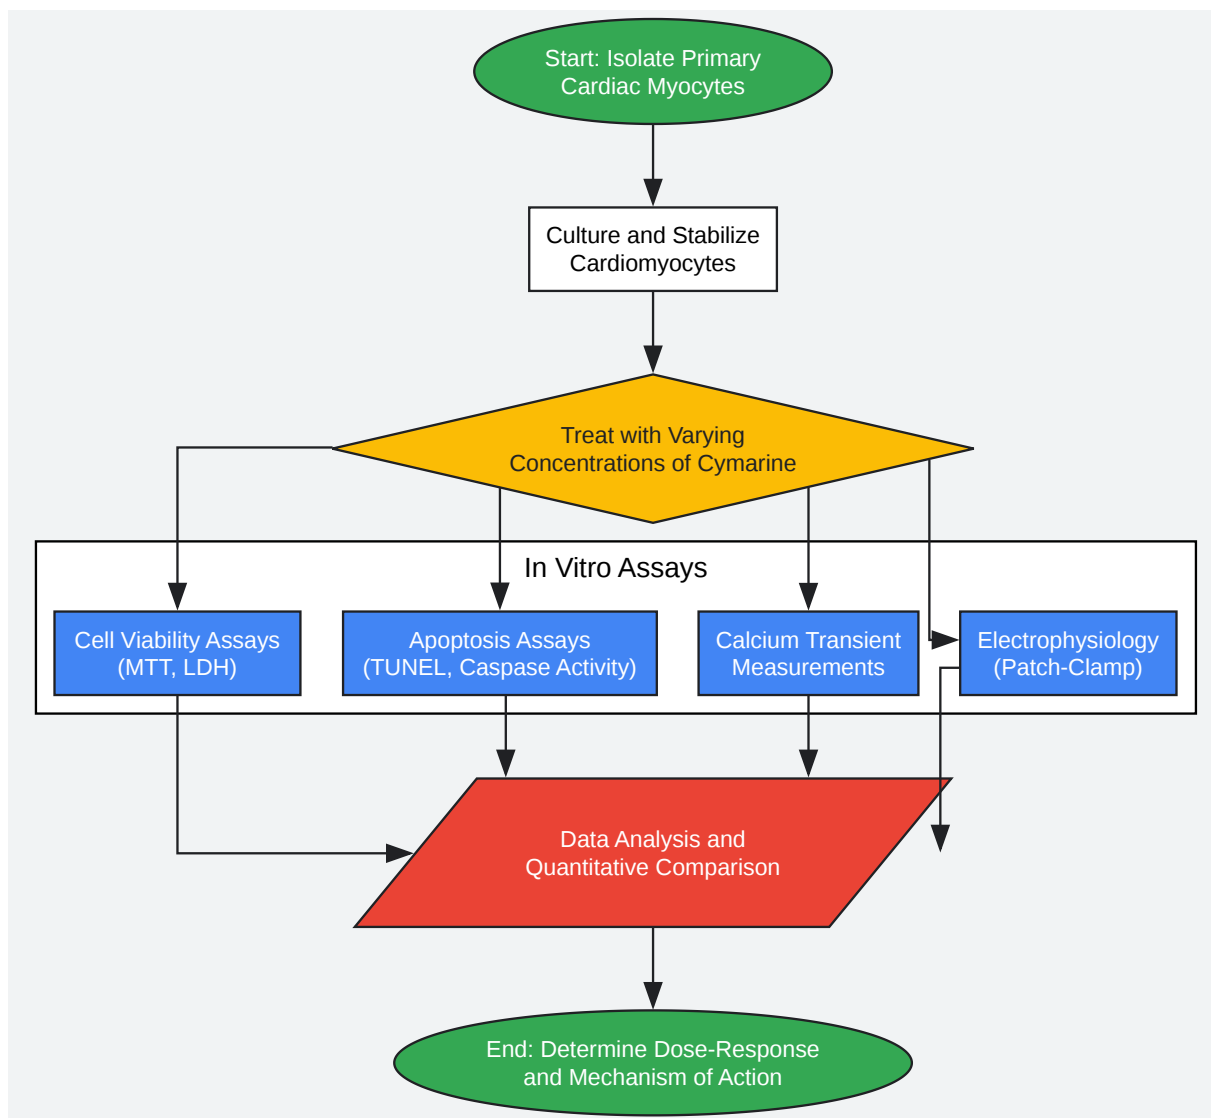 Start: Isolate Primary
Cardiac Myocytes
Culture and Stabilize
Cardiomyocytes
Treat with Varying
Concentrations of Cymarine
In Vitro Assays
Cell Viability Assays
(MTT, LDH)
Apoptosis Assays
(TUNEL, Caspase Activity)
Calcium Transient
Measurements
Electrophysiology
(Patch-Clamp)
Data Analysis and
Quantitative Comparison
End: Determine Dose-Response
and Mechanism of Action